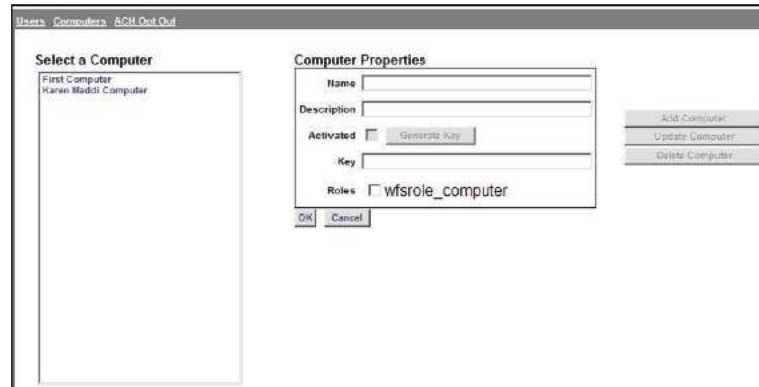 Users Computers ACH Opt Out
Select a Computer
First Computer
Karen Maddi Computer
Computer Properties
Name
Description
Activated Generate Key
Key
Roles wfsrole_computer
OK Cancel
Add Computer
Update Computer
Delete Computer